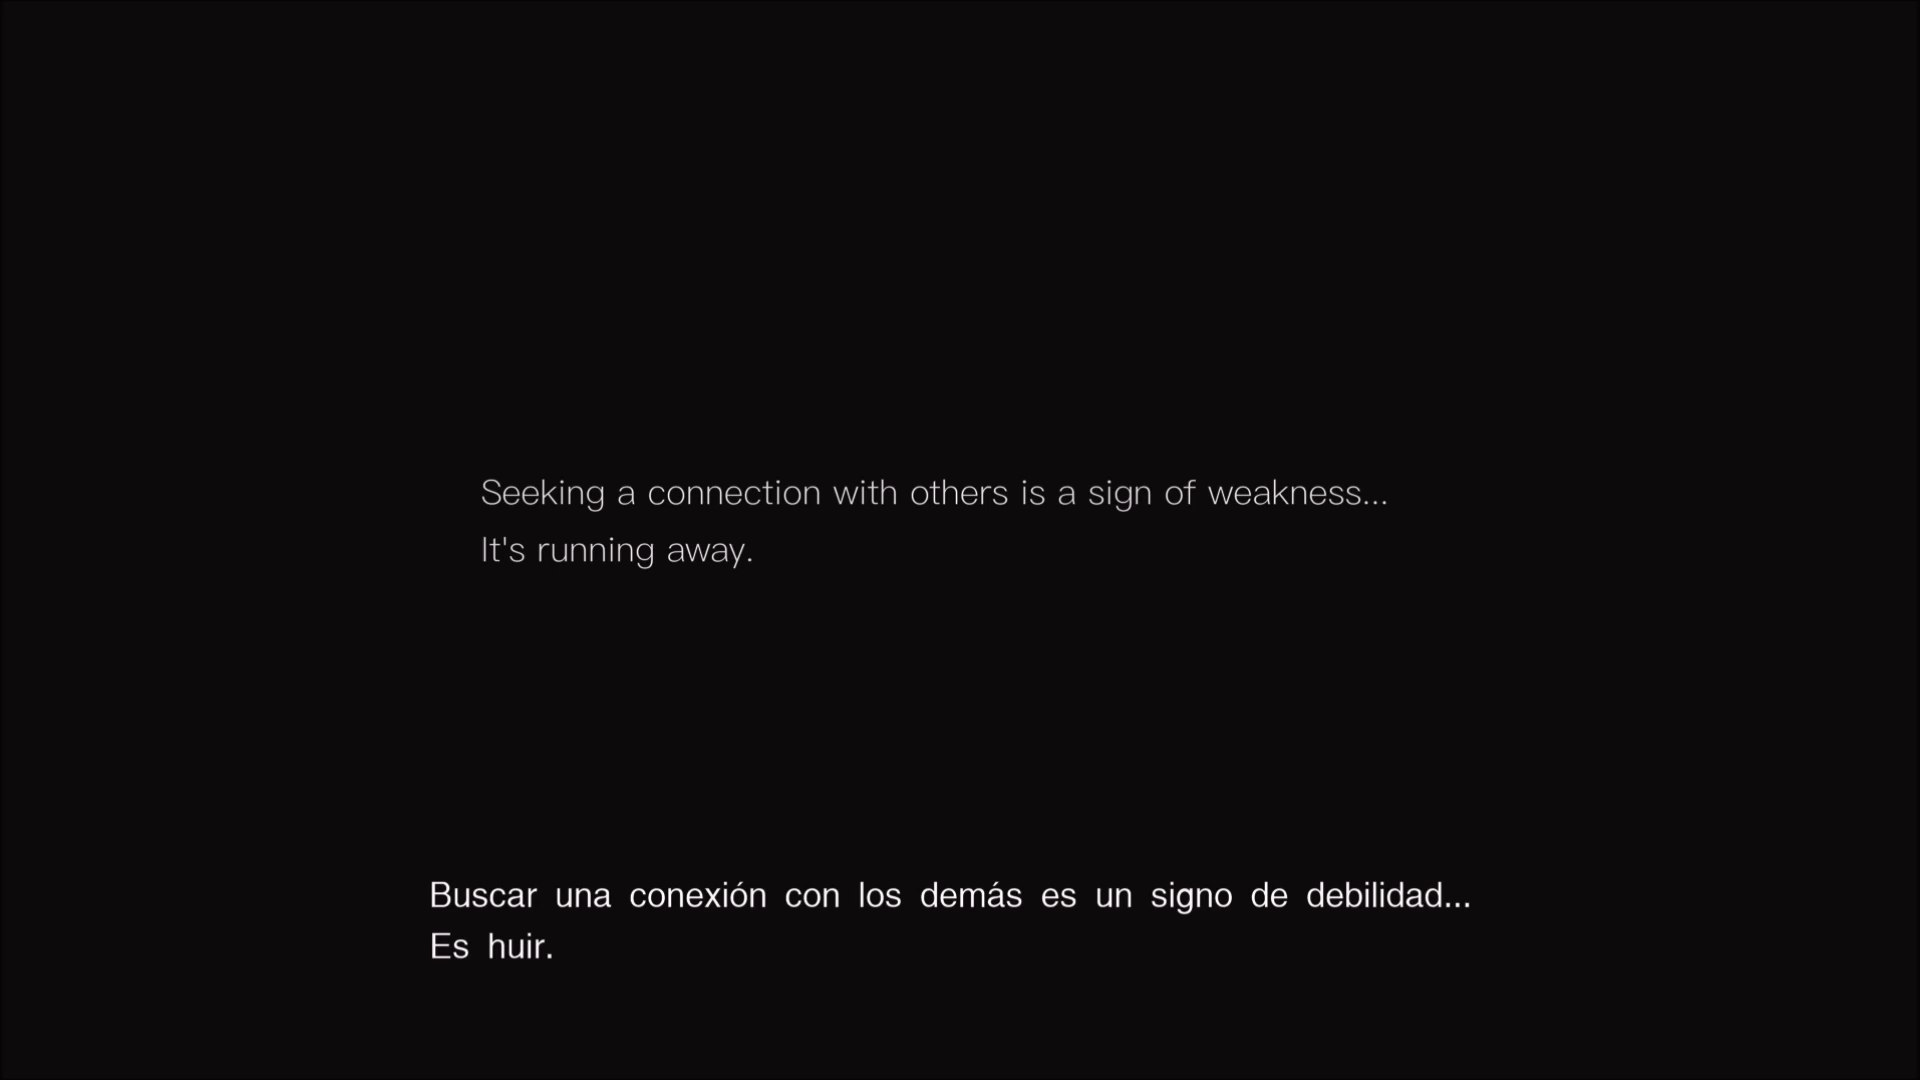 Seeking a connection with others is a sign of weakness...
It's running away.
Buscar una conexión con los demás es un signo de debilidad...
Es huir.